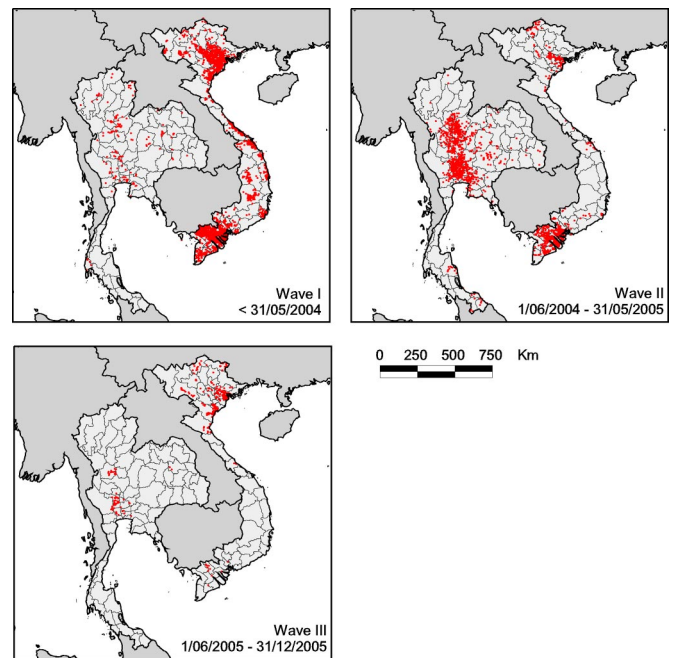 Wave I
< 31/05/2004
Wave II
1/06/2004 - 31/05/2005
0 250 500 750 Km
Wave III
1/06/2005 - 31/12/2005